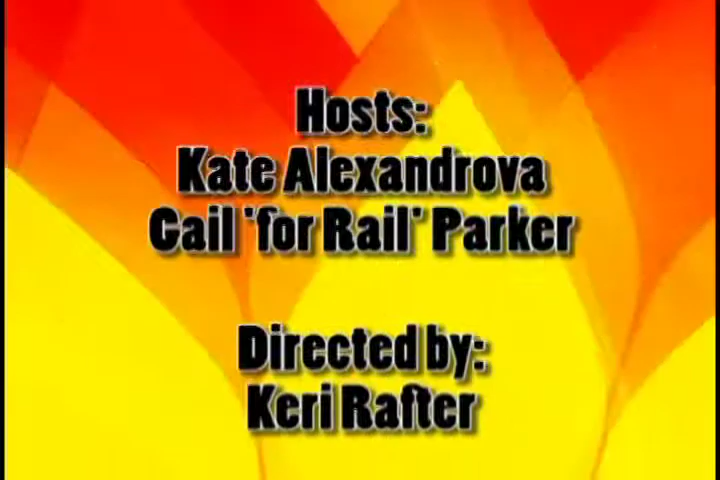 Hosts:
Kate Alexandrova
Gail 'for Rail' Parker
Directed by:
Keri Rafter